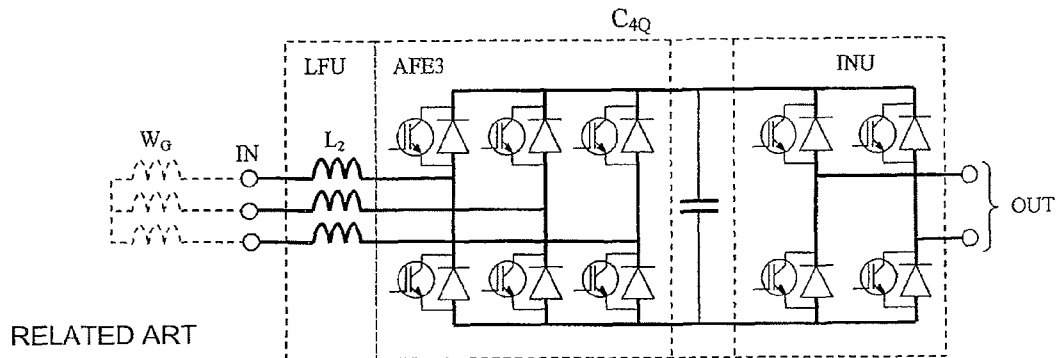 C4Q
LFU AFE3 INU
WG IN L2
OUT
RELATED ART